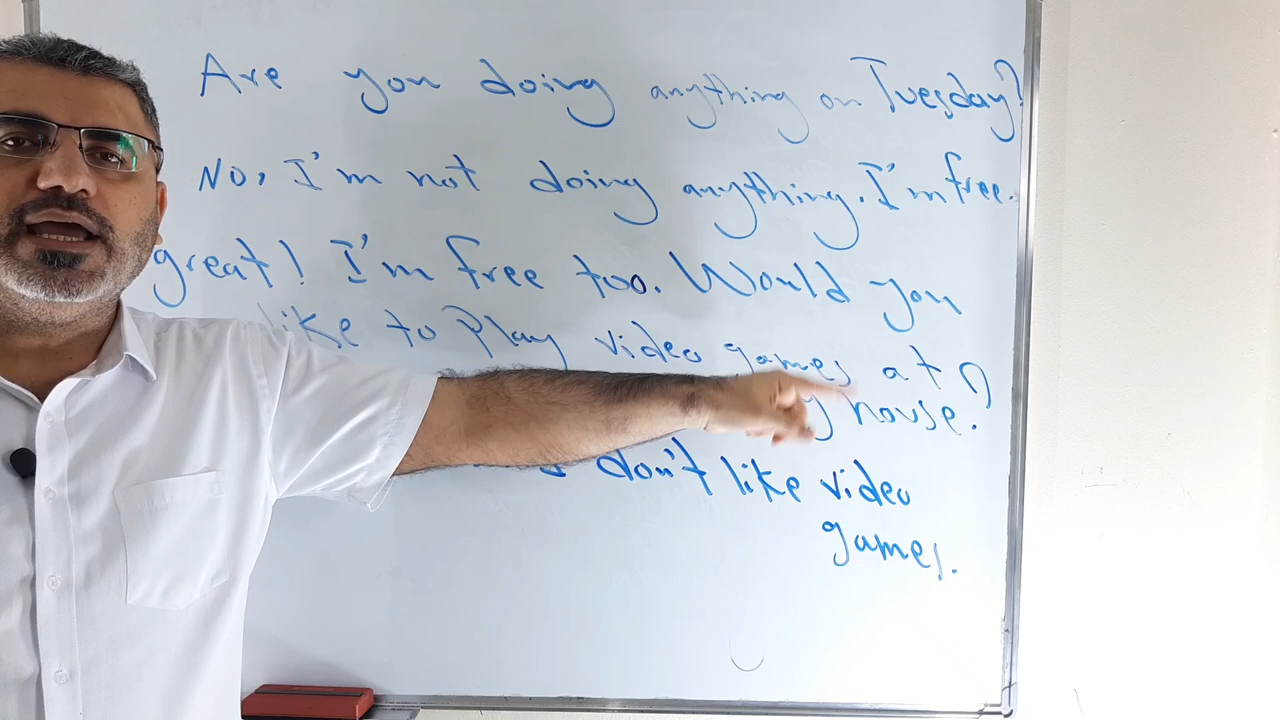 Are you doing anything on Tuesday?
No, I'm not doing anything. I'm free.
great! I'm free too. Would you
like to Play video games at
house?
don't like video
games.